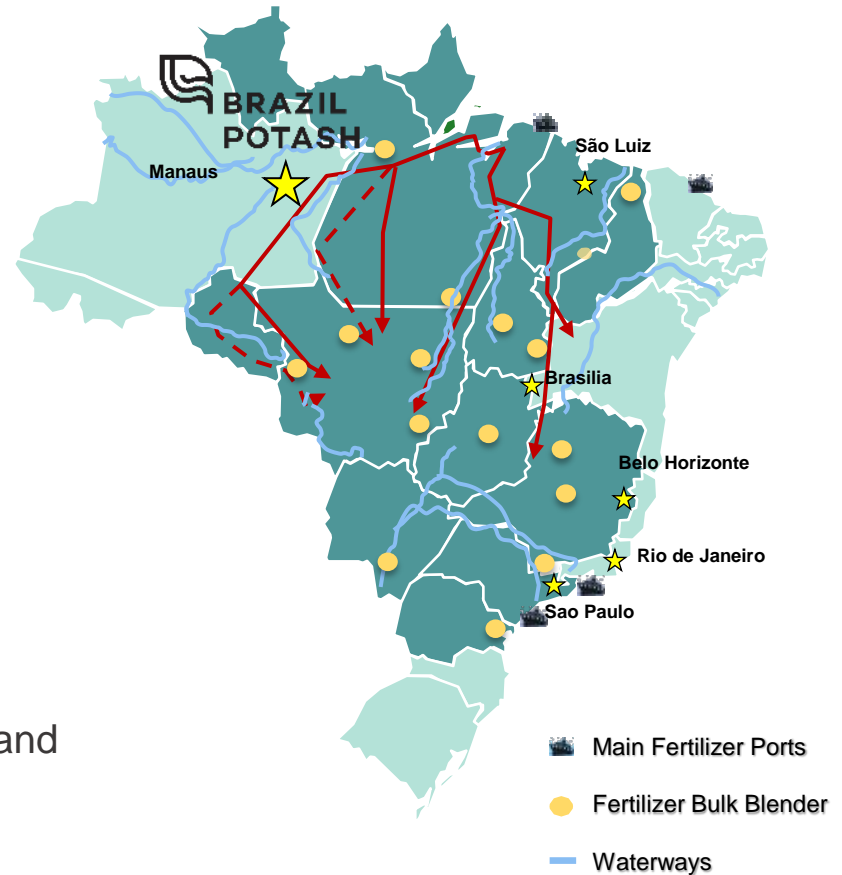 BRAZIL
POTASH
Manaus
São Luiz
Brasilia
Belo Horizonte
Rio de Janeiro
Sao Paulo
and
Main Fertilizer Ports
Fertilizer Bulk Blender
Waterways